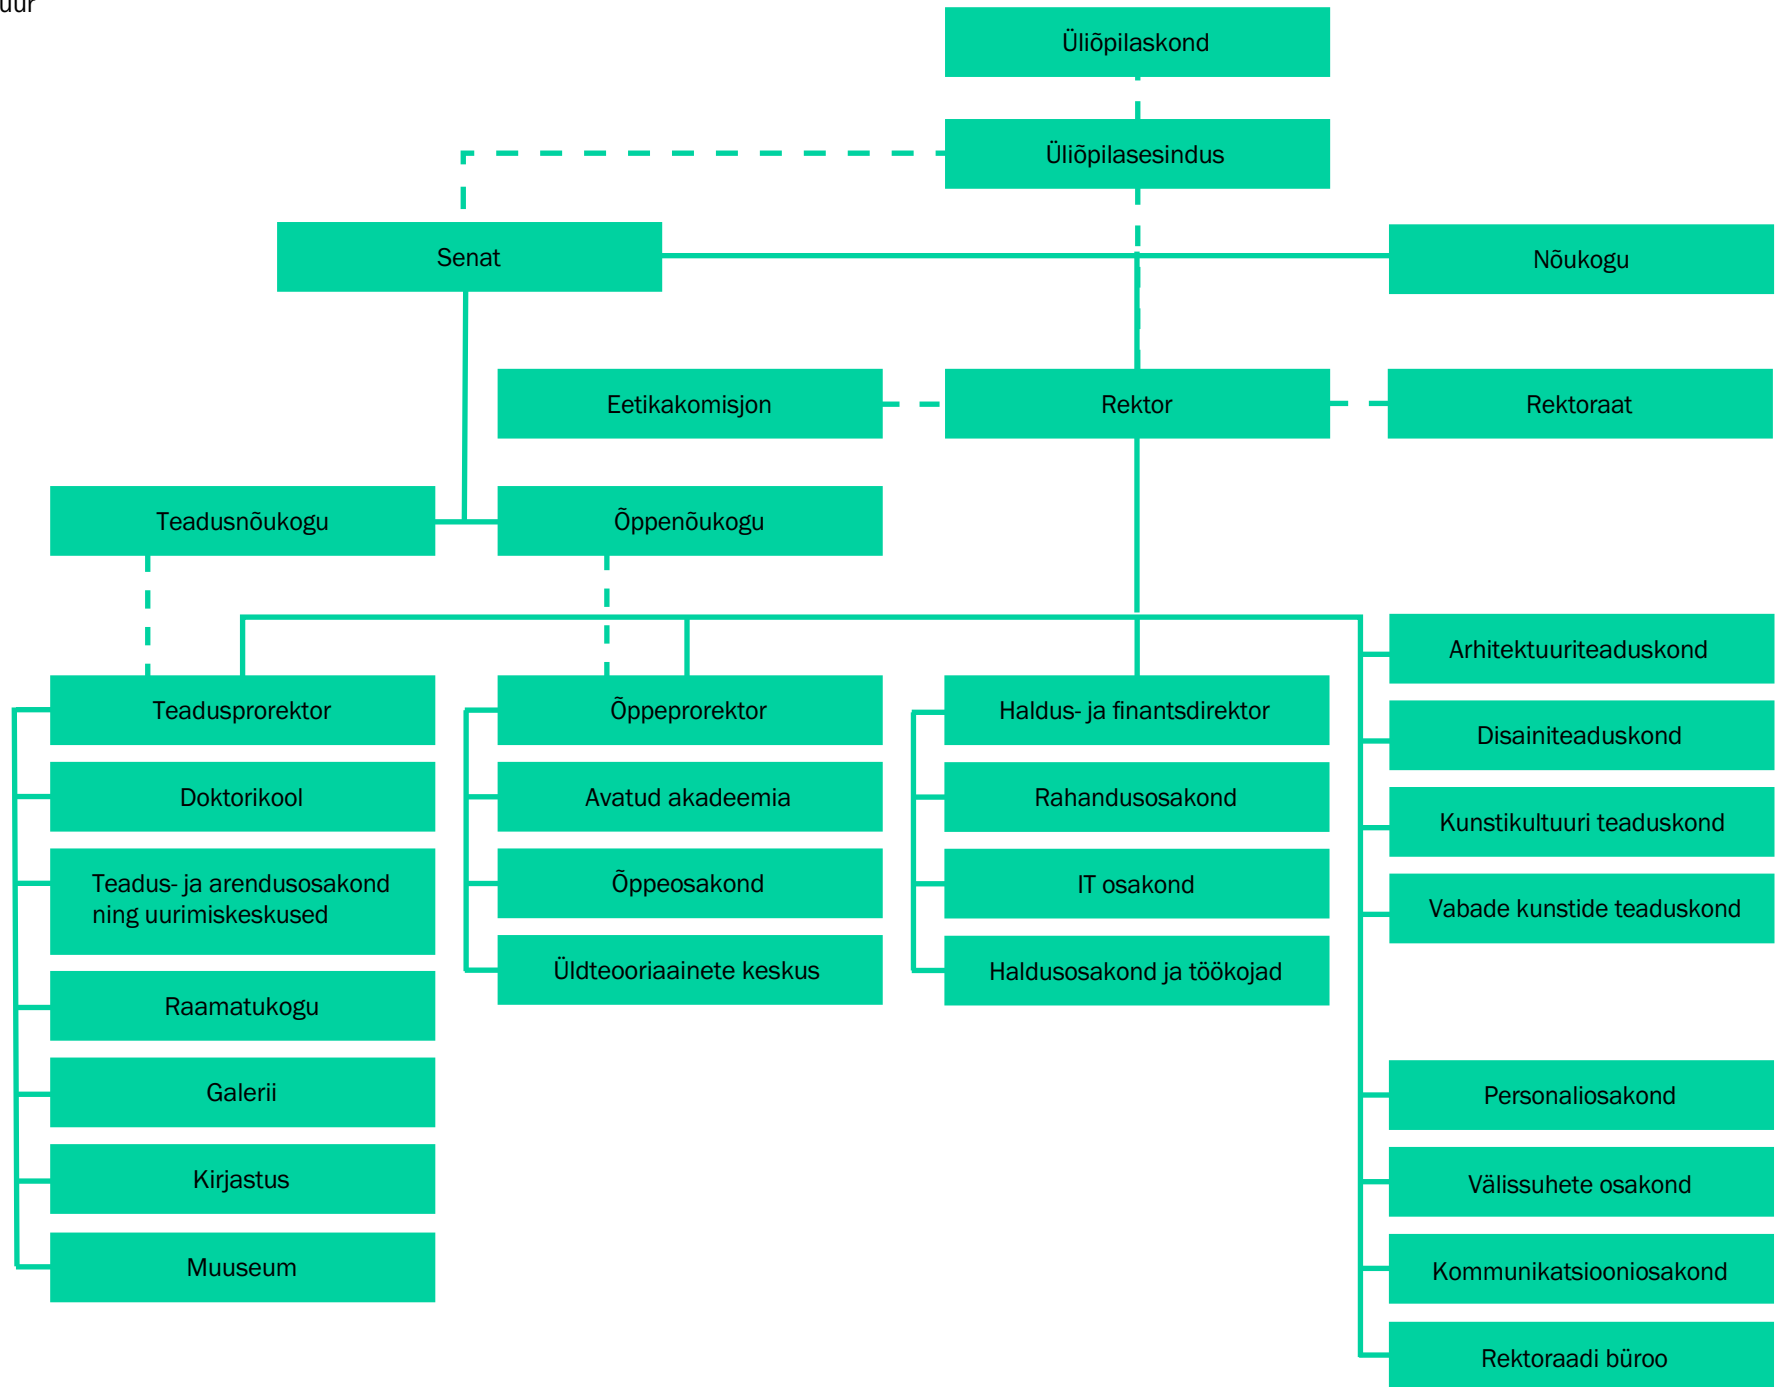 Üliõpilaskond
Üliõpilasesindus
Senat
Nõukogu
Eetikakomisjon
Rektor
Rektoraat
Teadusnõukogu
Õppenõukogu
Teadusprorektor
Doktorikool
Teadus- ja arendusosakond
ning uurimiskeskused
Raamatukogu
Galerii
Kirjastus
Muuseum
Õppeprorektor
Avatud akadeemia
Õppeosakond
Üldteooriaainete keskus
Haldus- ja finantsdirektor
Rahandusosakond
IT osakond
Haldusosakond ja töökojad
Arhitektuuriteaduskond
Disainiteaduskond
Kunstikultuuri teaduskond
Vabade kunstide teaduskond
Personaliosakond
Välissuhete osakond
Kommunikatsiooniosakond
Rektoraadi büroo